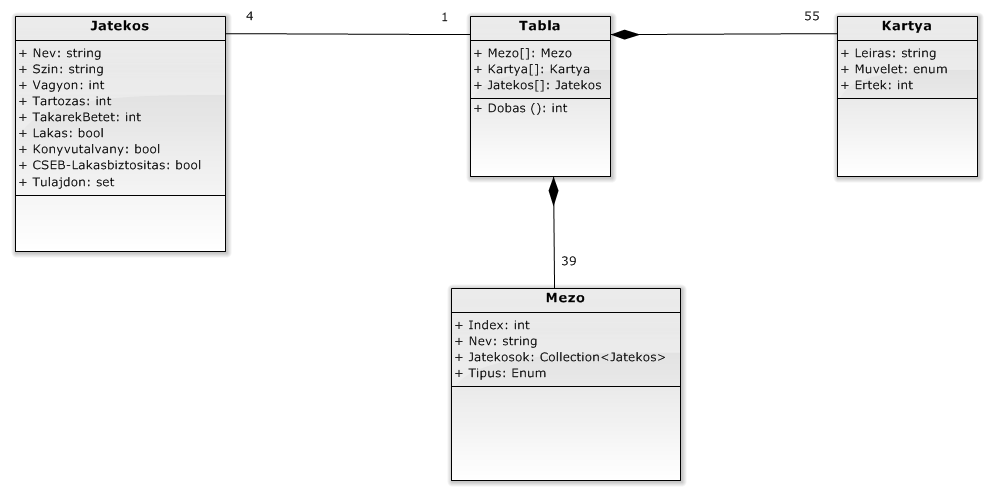 Jatekos
+ Nev: string
+ Szin: string
+ Vagyon: int
+ Tartozas: int
+ TakarekBetet: int
+ Lakas: bool
+ Konyvutalvany: bool
+ CSEB-Lakasbiztositas: bool
+ Tulajdon: set
4
1
Tabla
+ Mezo[]: Mezo
+ Kartya[]: Kartya
+ Jatekos[]: Jatekos
+ Dobas (): int
55
Kartya
+ Leiras: string
+ Muvelet: enum
+ Ertek: int
39
Mezo
+ Index: int
+ Nev: string
+ Jatekosok: Collection<Jatekos>
+ Tipus: Enum